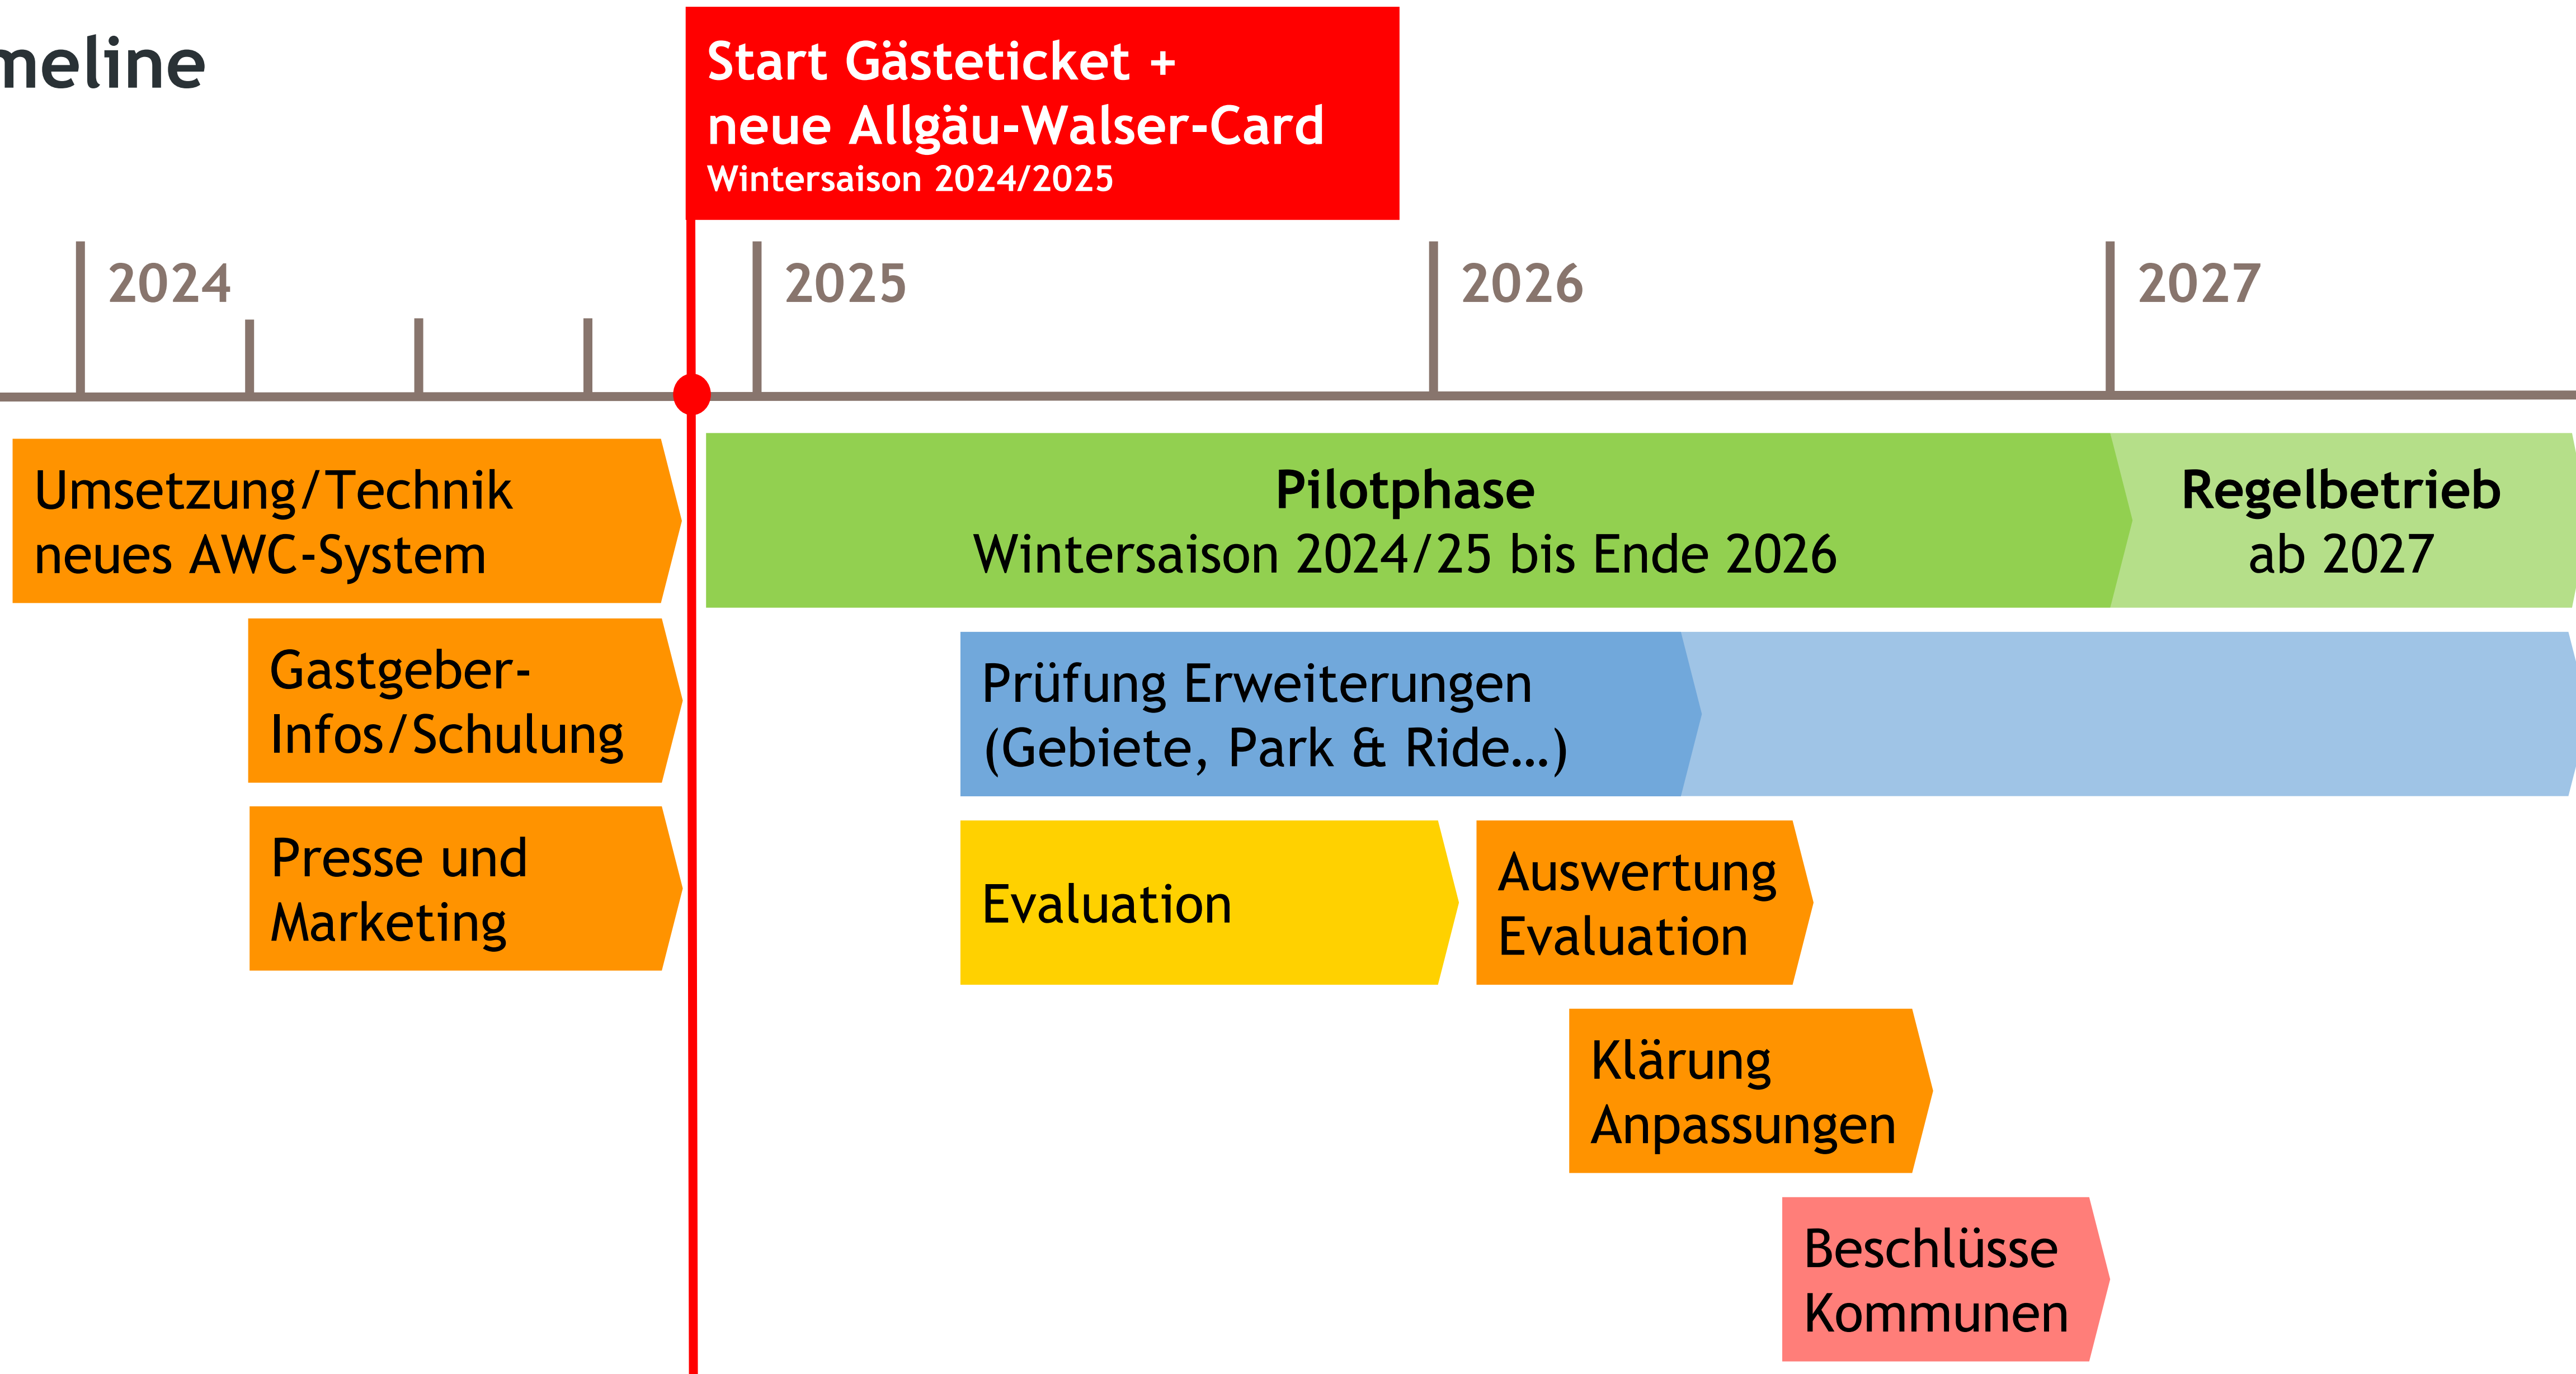 meline
Start Gästeticket +
neue Allgäu-Walser-Card
Wintersaison 2024/2025
2024
2025
2026
2027
Umsetzung/Technik
neues AWC-System
Pilotphase
Wintersaison 2024/25 bis Ende 2026
Regelbetrieb
ab 2027
Gastgeber-
Infos/Schulung
Prüfung Erweiterungen
(Gebiete, Park & Ride…)
Presse und
Marketing
Evaluation
Auswertung
Evaluation
Klärung
Anpassungen
Beschlüsse
Kommunen